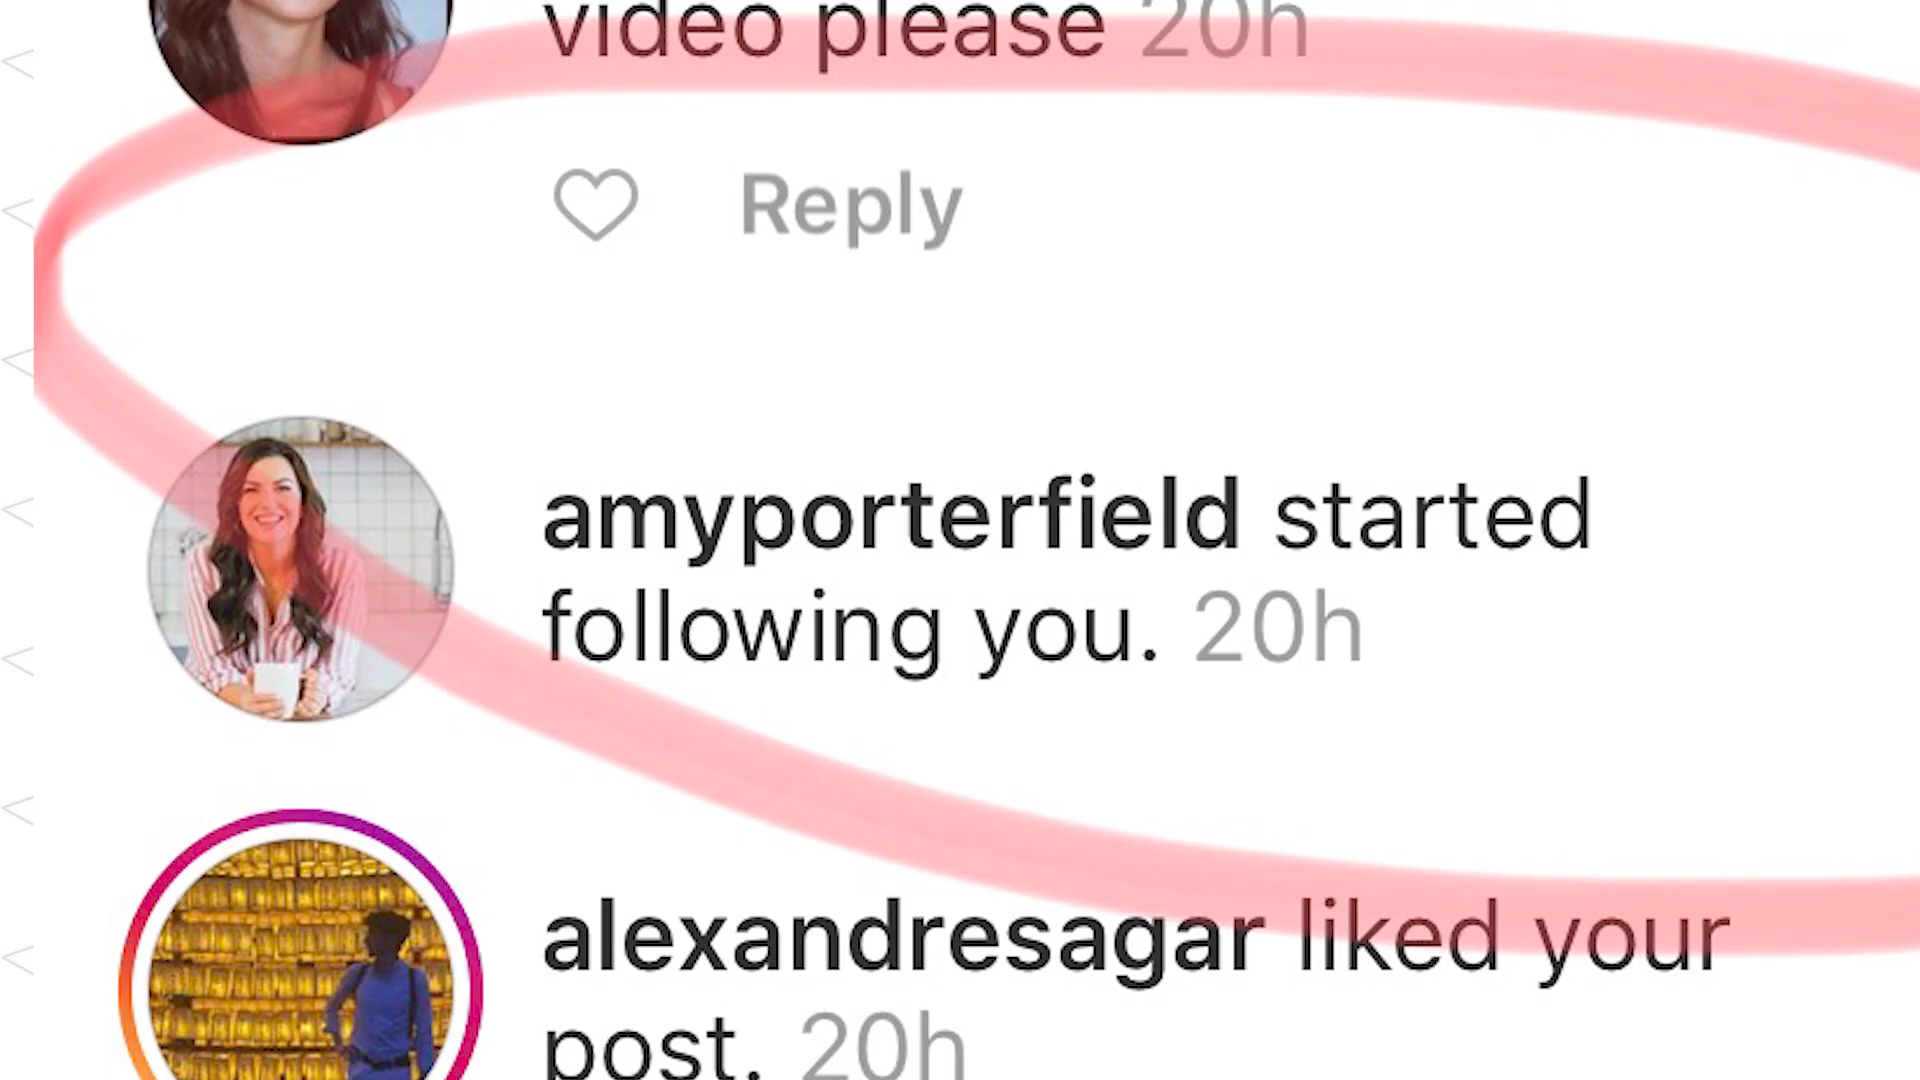 video please 20h
Reply
amyporterfield started
following you. 20h
alexandresagar liked your
post. 20h